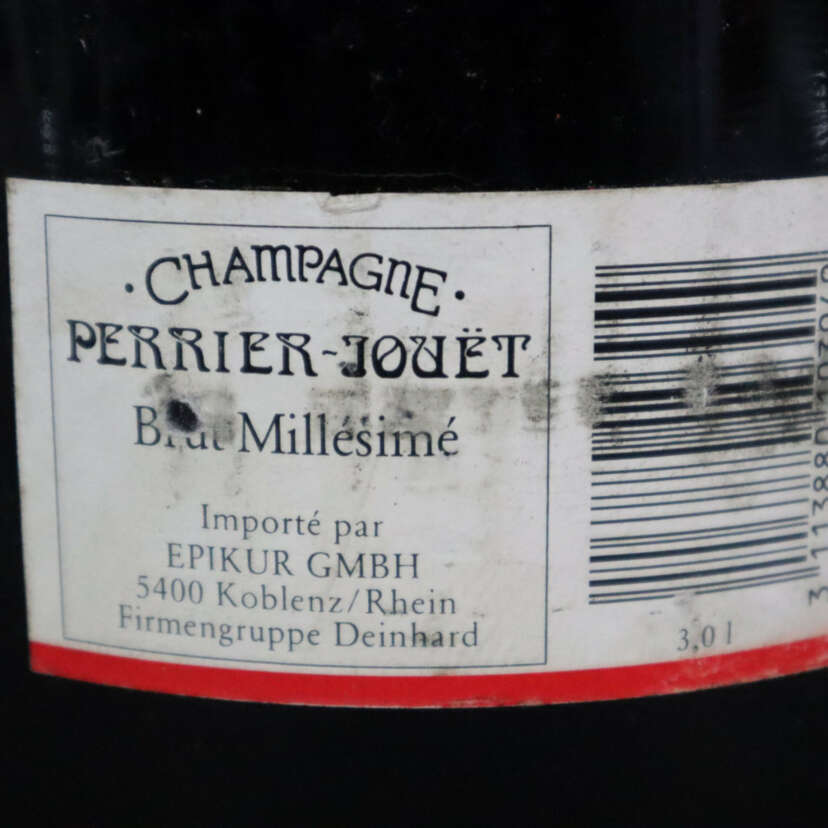 · CHAMPAGNE ·
PERRIER-JOUËT
Brut Millésimé
Importé par
EPIKUR GMBH
5400 Koblenz/Rhein
Firmengruppe Deinhard
3,0 l